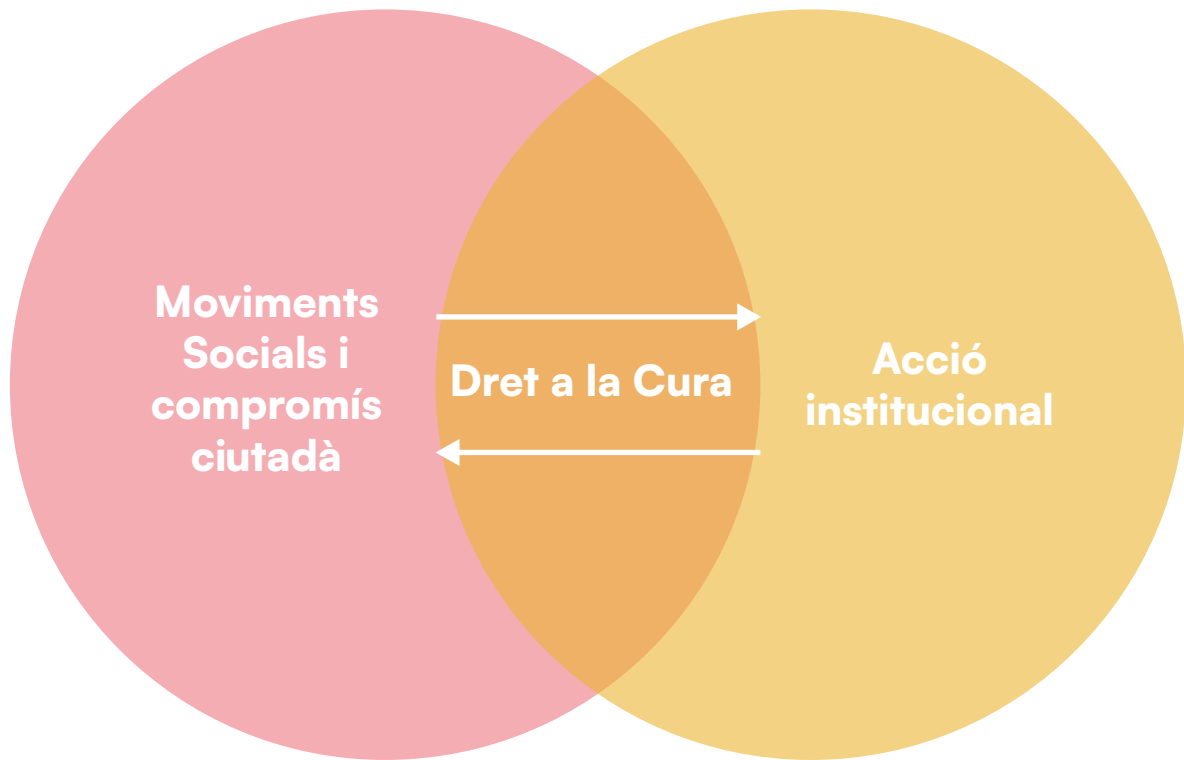 Moviments
Socials i
compromís
ciutadà
Dret a la Cura
Acció
institucional